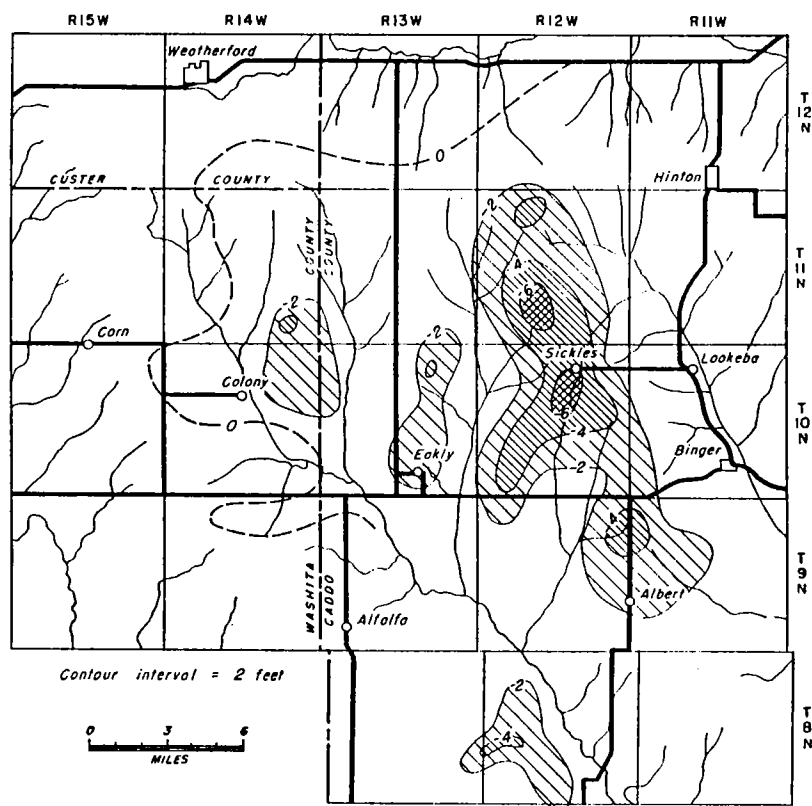 R15W R14W R13W R12W R11W
Weatherford
T 12 N
0
Hinton
CUSTER COUNTY
-2
COUNTY
COUNTY
T 11 N
4
-6
-2
-2
Corn
Sickles
Lookeba
0
Colony
-6
0
-4
T 10 N
Binger
Eakly
-2
4
T 9 N
WASHITA
CADDO
Albert
Alfalfa
Contour interval = 2 feet
-2
T 8 N
-4
0 3 6
MILES